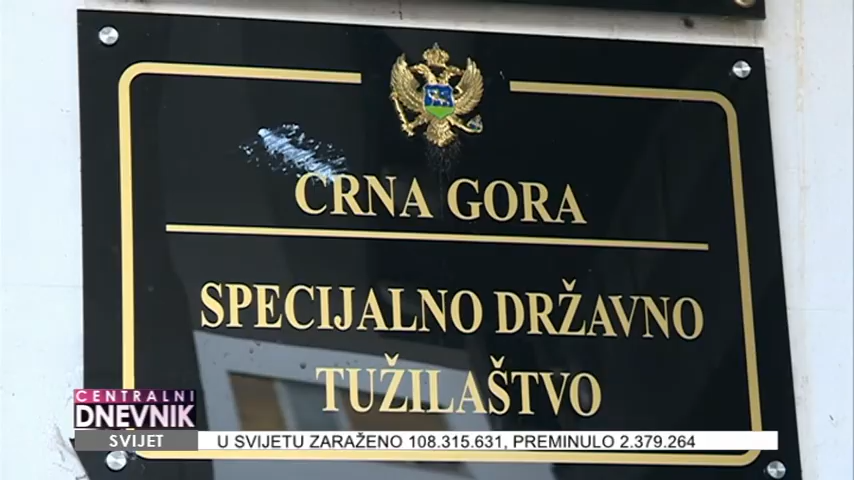 CRNA GORA
SPECIJALNO DRŽAVNO
TUŽILAŠTVO
CENTRALNI
DNEVNIK
SVIJET
U SVIJETU ZARAŽENO 108.315.631, PREMINULO 2.379.264